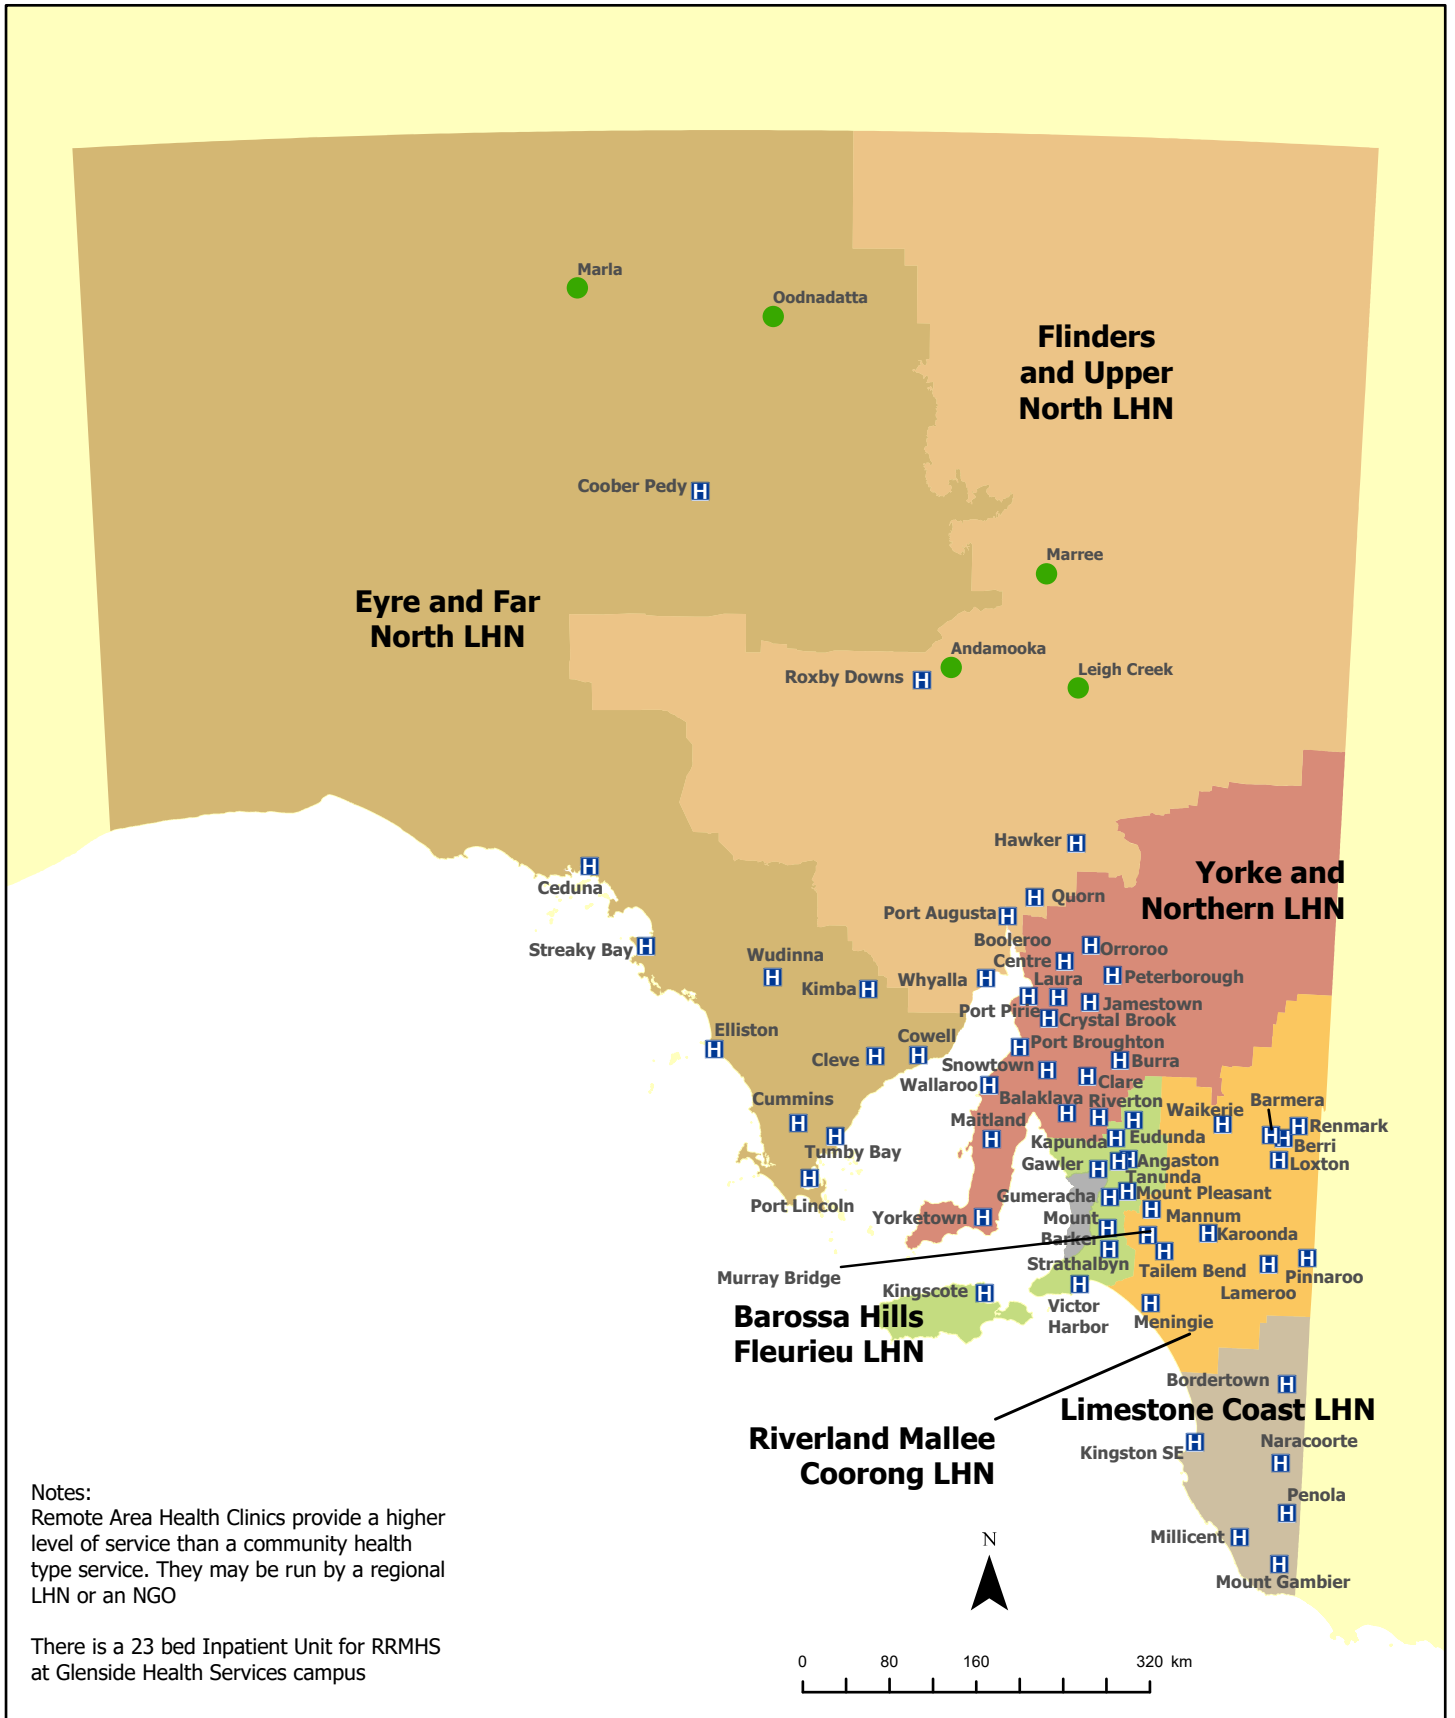 Marla
Oodnadatta
Flinders
and Upper
North LHN
Coober Pedy
H
Marree
Eyre and Far
North LHN
Andamooka
Roxby Downs
H
Leigh Creek
Hawker
H
Yorke and
Northern LHN
H
Ceduna
H
Quorn
Port Augusta
H
Streaky Bay
H
Booleroo
Centre
H
H
Orroroo
Wudinna
H
Kimba
H
Whyalla
H
Laura
H
H
Peterborough
Port Pirie
H
H
Jamestown
H
Crystal Brook
Elliston
H
Cleve
H
Cowell
H
H
Port Broughton
Snowtown
H
H
Burra
Wallaroo
H
H
Clare
Cummins
H
Balaklava
H
Riverton
H
H
Waikerie
H
Barmera
H
H
Renmark
Maitland
H
H
Tumby Bay
Kapunda
H
Eudunda
H
Berri
Gawler
H
H
H
Angaston
H
Loxton
Tanunda
H
Port Lincoln
Gumeracha
H
H
Mount Pleasant
Yorketown
H
Mount
Barker
H
H
Mannum
H
Karoonda
H
Murray Bridge
H
Strathalbyn
H
Tailem Bend
H
Lameroo
H
Pinnaroo
Kingscote
H
H
Victor
Harbor
H
Meningie
Barossa Hills
Fleurieu LHN
Bordertown
H
Limestone Coast LHN
Riverland Mallee
Coorong LHN
Kingston SE
H
Naracoorte
H
Penola
H
Millicent
H
H
Mount Gambier
Notes:
Remote Area Health Clinics provide a higher
level of service than a community health
type service. They may be run by a regional
LHN or an NGO
There is a 23 bed Inpatient Unit for RRMHS
at Glenside Health Services campus
N
0 80 160 320 km